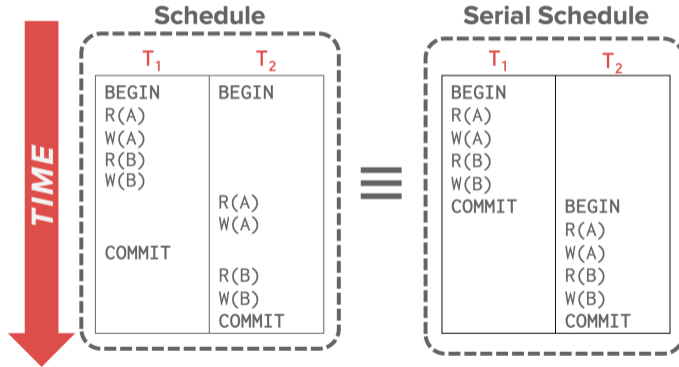 Schedule
Serial Schedule
TIME
T1 T2
BEGIN BEGIN
R(A)
W(A)
R(B)
W(B)
R(A)
W(A)
COMMIT
R(B)
W(B)
COMMIT
≡
T1 T2
BEGIN
R(A)
W(A)
R(B)
W(B)
COMMIT BEGIN
R(A)
W(A)
R(B)
W(B)
COMMIT